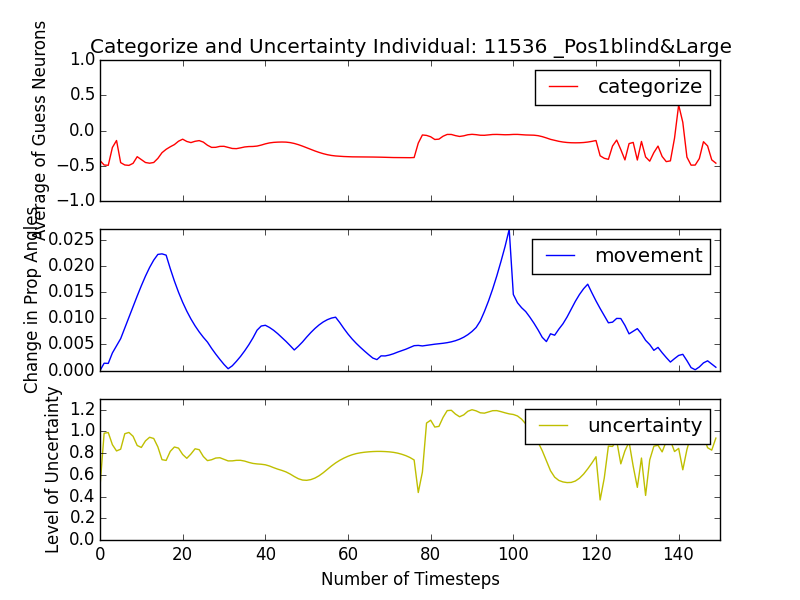 Categorize and Uncertainty Individual: 11536 _Pos1blind&Large
Average of Guess Neurons
1.0
0.5
0.0
−0.5
−1.0
categorize
Change in Prop Angles
0.025
0.020
0.015
0.010
0.005
0.000
movement
Level of Uncertainty
1.2
1.0
0.8
0.6
0.4
0.2
0.0
uncertainty
0 20 40 60 80 100 120 140
Number of Timesteps